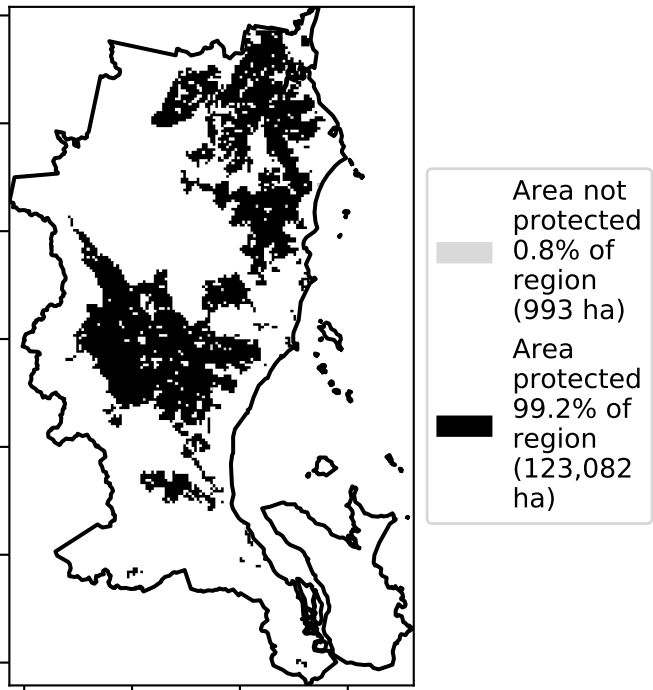 Area not
protected
0.8% of
region
(993 ha)
Area
protected
99.2% of
region
(123,082
ha)